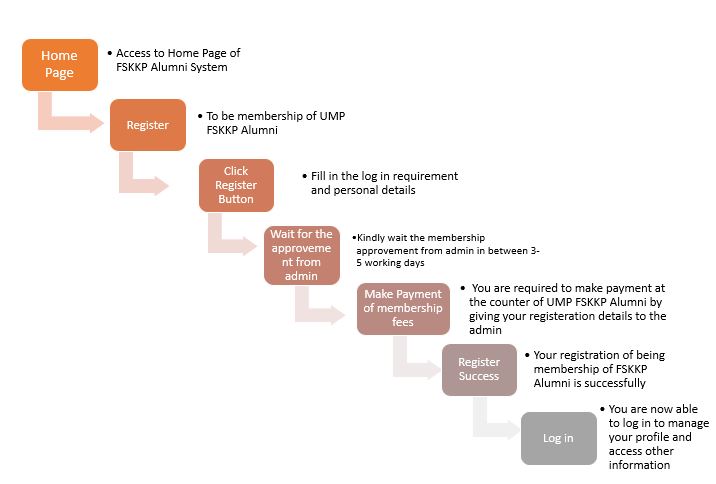 Home
Page
• Access to Home Page of
FSKKP Alumni System
Register
• To be membership of UMP
FSKKP Alumni
Click
Register
Button
• Fill in the log in requirement
and personal details
Wait for the
approveme
nt from
admin
•Kindly wait the membership
approvement from admin in between 3-
5 working days
Make Payment
of membership
fees
• You are required to make payment at
the counter of UMP FSKKP Alumni by
giving your registeration details to the
admin
Register
Success
• Your registration of being
membership of FSKKP
Alumni is successfully
Log in
• You are now able
to log in to manage
your profile and
access other
information